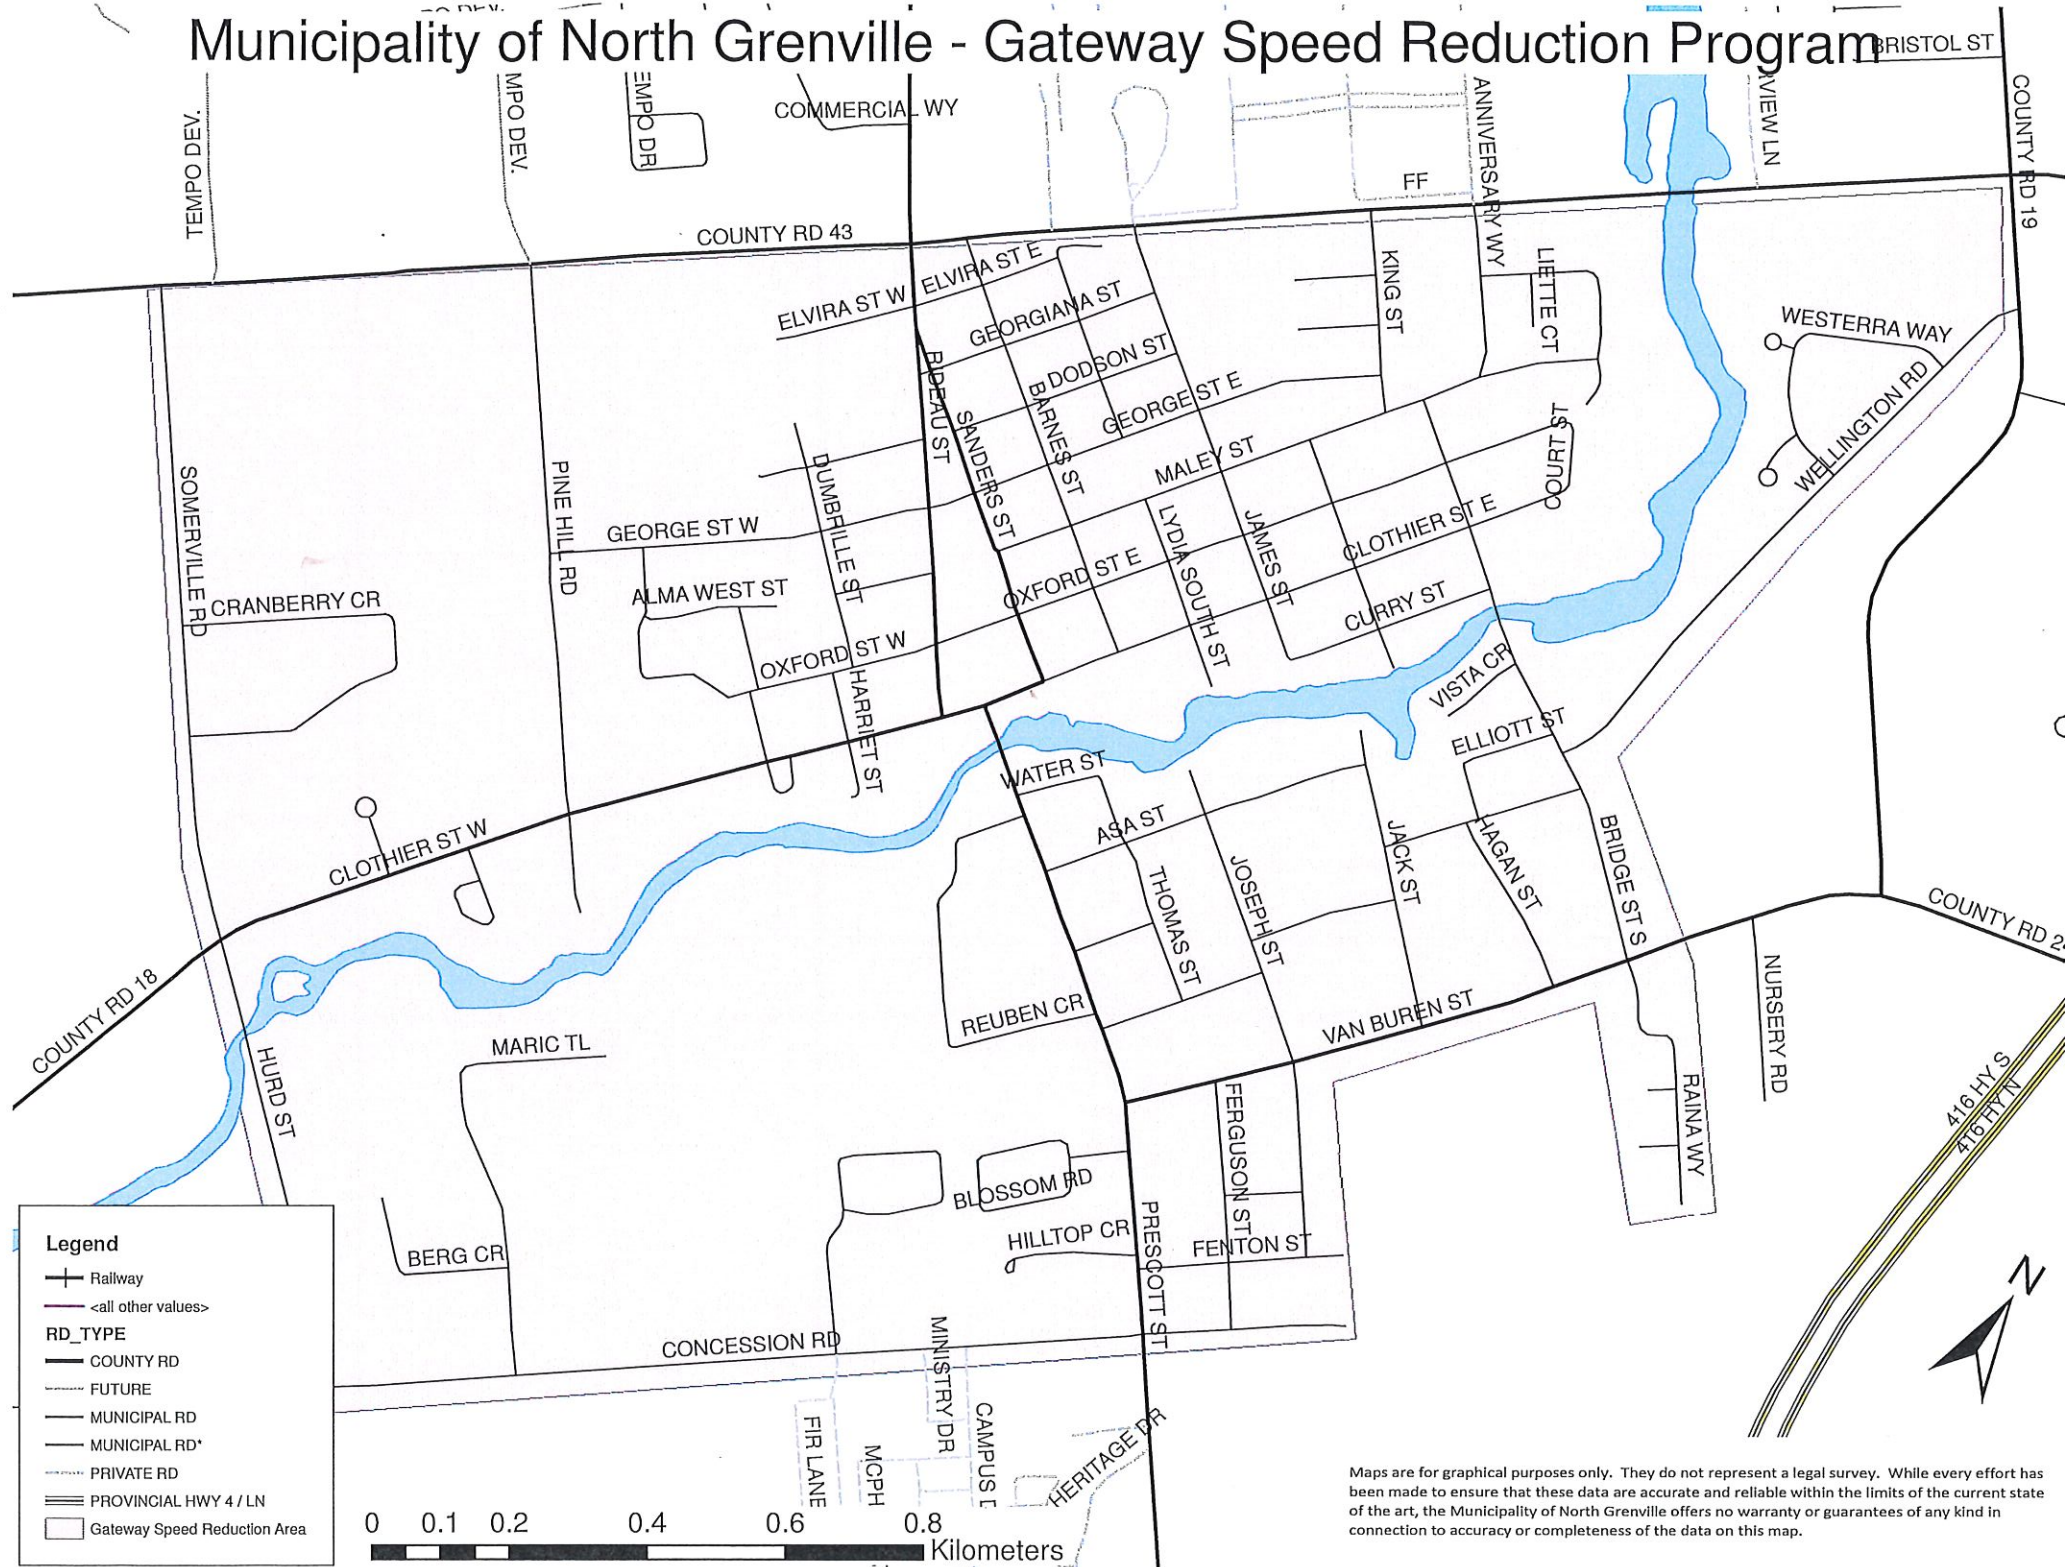 Municipality of North Grenville - Gateway Speed Reduction Program
BRISTOL ST
TEMPO DEV.
MPO DEV.
EMPO DR
COMMERCIAL WY
ANNIVERSARY WY
FF
COUNTY RD 19
COUNTY RD 43
ELVIRA ST W
ELVIRA ST E
GEORGIANA ST
KING ST
LIETTE CT
WESTERRA WAY
WELLINGTON RD
DODSON ST
RIDEAU ST
BARNES ST
GEORGE ST E
SANDERS ST
MALEY ST
COURT ST
SOMERVILLE RD
PINE HILL RD
DUMBRILLE ST
GEORGE ST W
LYDIA SOUTH ST
JAMES ST
CLOTHIER ST E
CRANBERRY CR
ALMA WEST ST
OXFORD ST E
CURRY ST
OXFORD ST W
HARRIET ST
VISTA CR
ELLIOTT ST
WATER ST
ASA ST
CLOTHIER ST W
JACK ST
HAGAN ST
BRIDGE ST S
THOMAS ST
JOSEPH ST
COUNTY RD 18
COUNTY RD 2
NURSERY RD
REUBEN CR
VAN BUREN ST
MARIC TL
HURD ST
RAINA WY
416 HY S
416 HY N
FERGUSON ST
BLOSSOM RD
PRESCOTT ST
HILLTOP CR
FENTON ST
BERG CR
CONCESSION RD
MINISTRY DR
FIR LANE
MCPH
CAMPUS
HERITAGE DR
N
Legend
Railway
<all other values>
RD_TYPE
COUNTY RD
FUTURE
MUNICIPAL RD
MUNICIPAL RD*
PRIVATE RD
PROVINCIAL HWY 4 / LN
Gateway Speed Reduction Area
0 0.1 0.2 0.4 0.6 0.8
Kilometers
Maps are for graphical purposes only. They do not represent a legal survey. While every effort has
been made to ensure that these data are accurate and reliable within the limits of the current state
of the art, the Municipality of North Grenville offers no warranty or guarantees of any kind in
connection to accuracy or completeness of the data on this map.